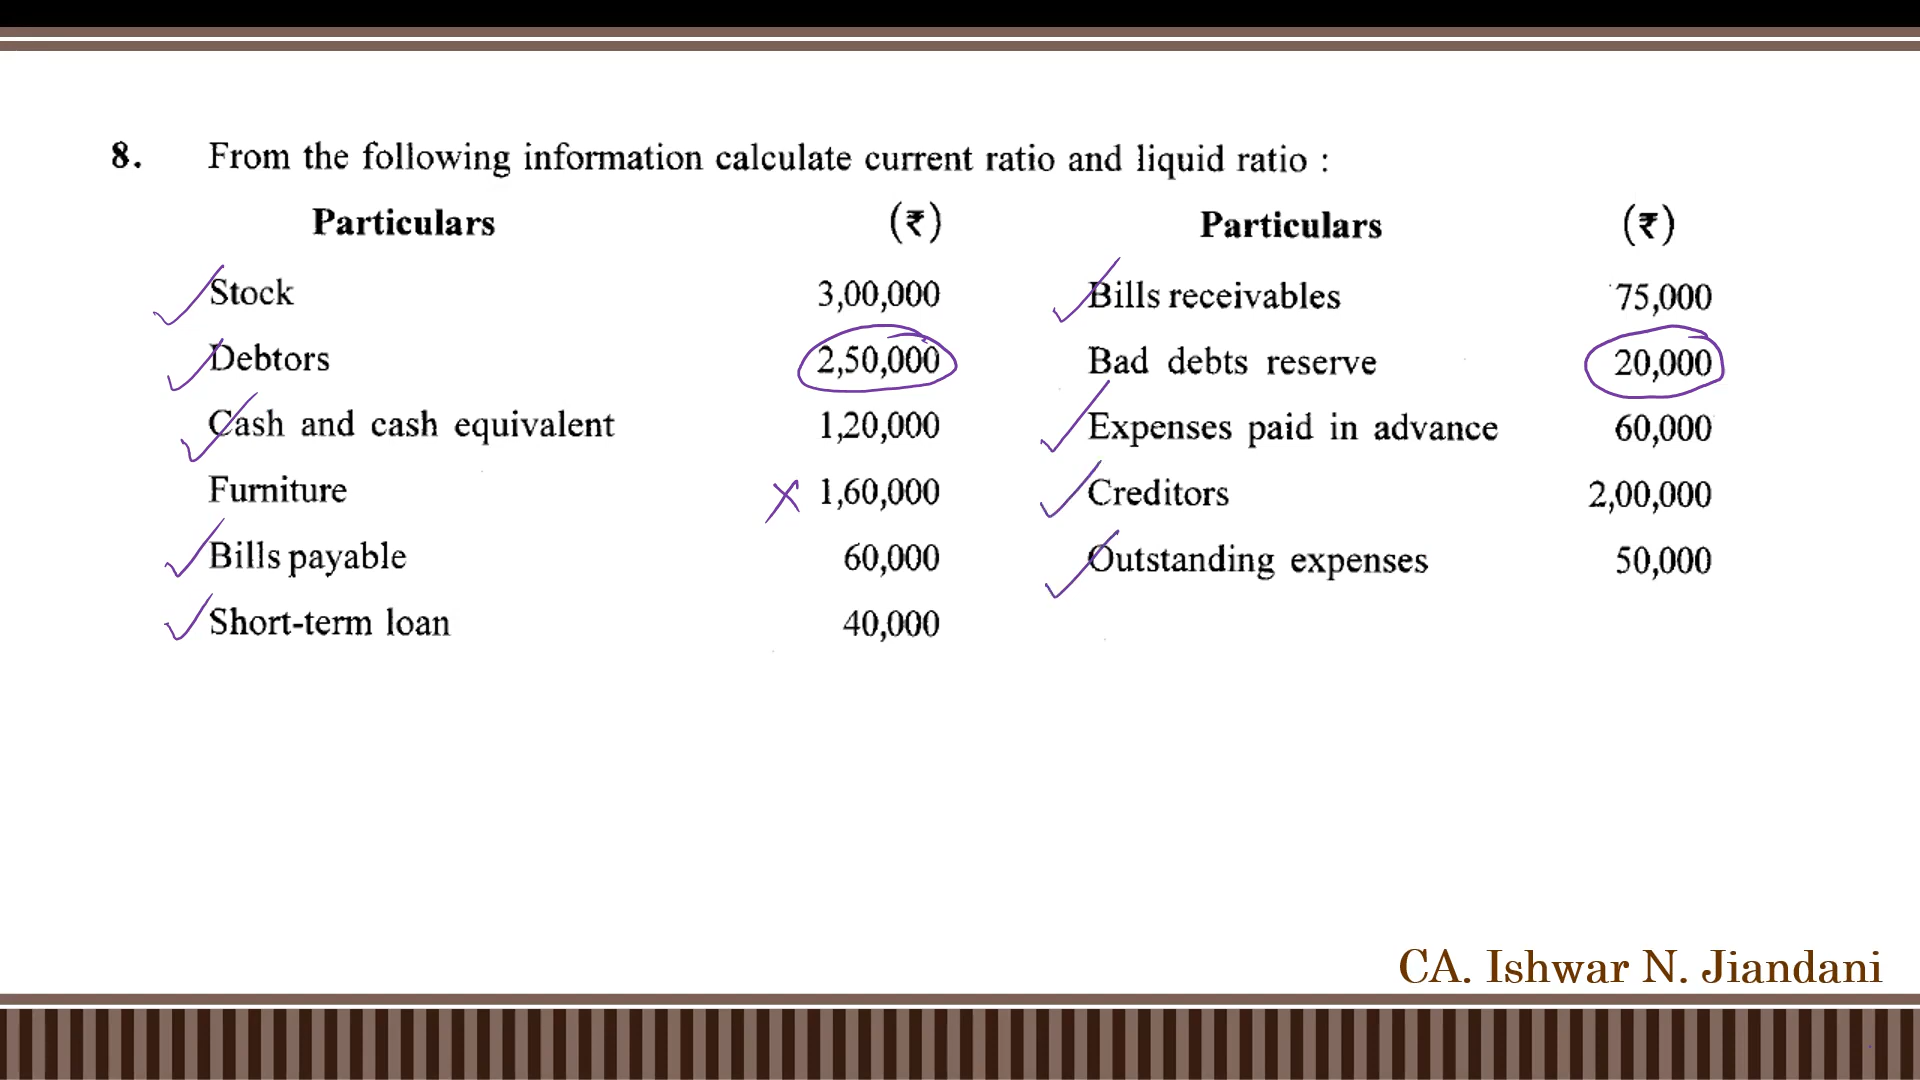 8. From the following information calculate current ratio and liquid ratio :
Particulars (₹) Particulars (₹)
Stock 3,00,000 Bills receivables 75,000
Debtors 2,50,000 Bad debts reserve 20,000
Cash and cash equivalent 1,20,000 Expenses paid in advance 60,000
Furniture 1,60,000 Creditors 2,00,000
Bills payable 60,000 Outstanding expenses 50,000
Short-term loan 40,000
CA. Ishwar N. Jiandani